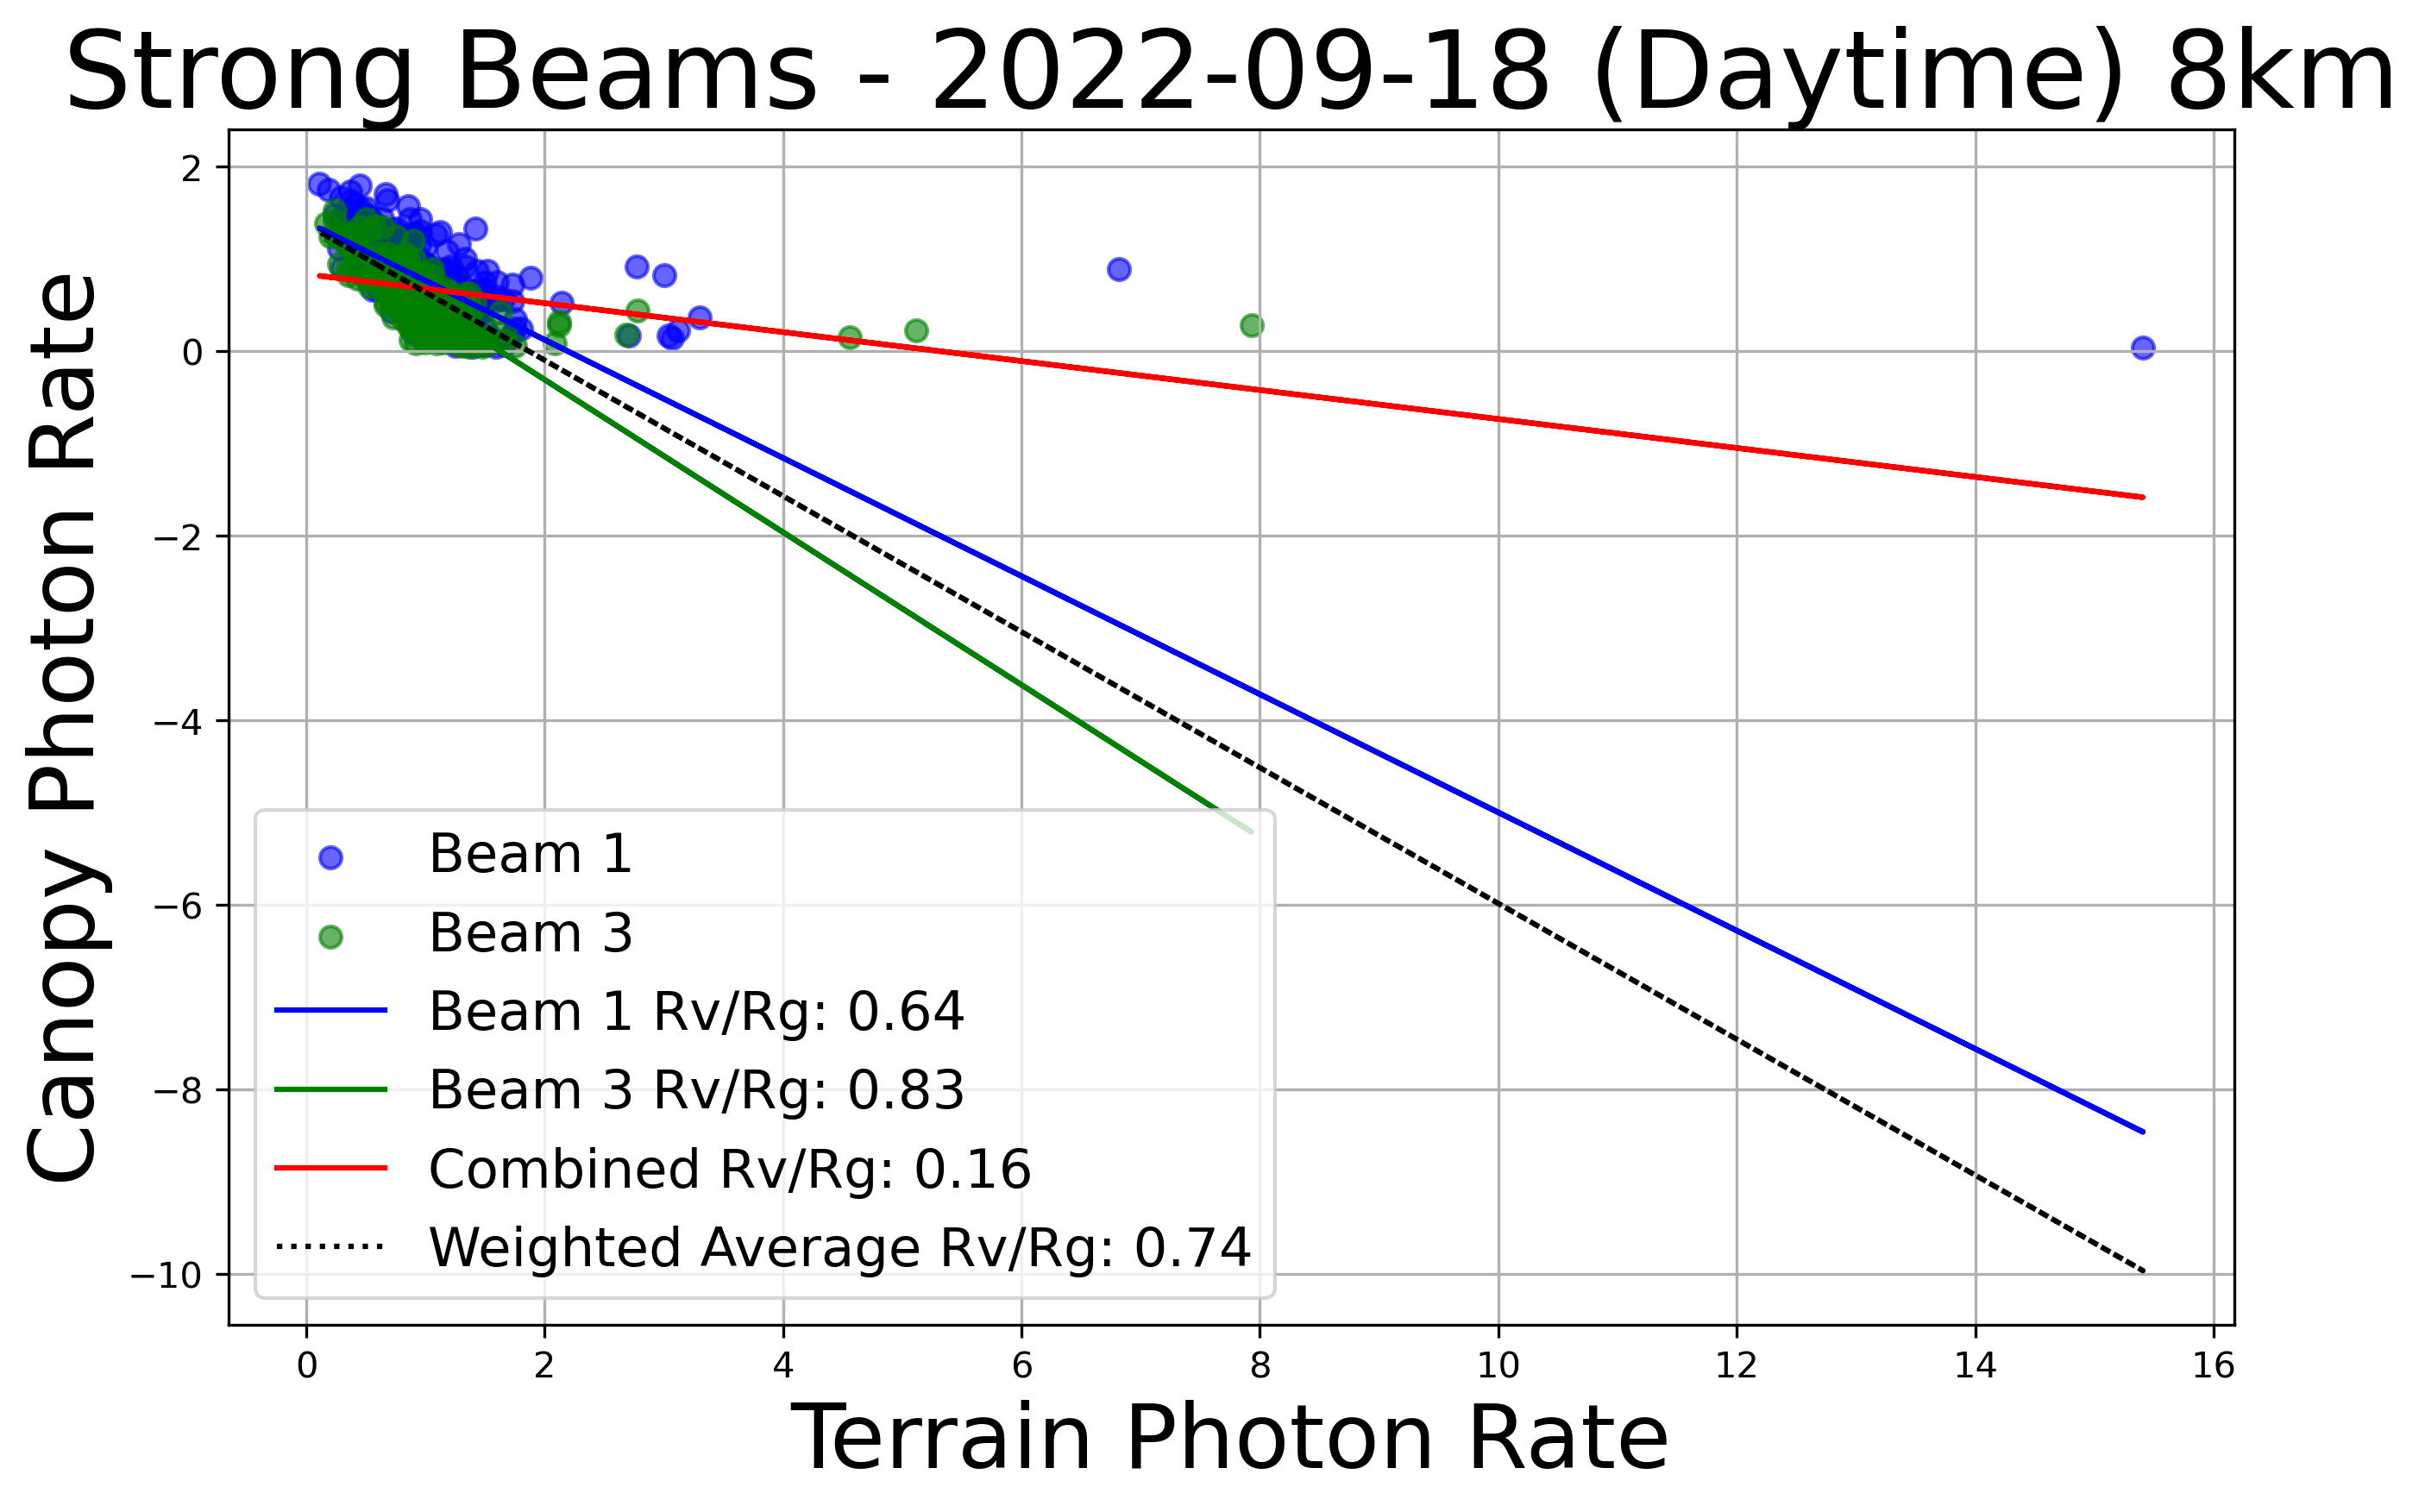 Strong Beams - 2022-09-18 (Daytime) 8km
Canopy Photon Rate
2
0
−2
−4
−6
−8
−10
Beam 1
Beam 3
Beam 1 Rv/Rg: 0.64
Beam 3 Rv/Rg: 0.83
Combined Rv/Rg: 0.16
Weighted Average Rv/Rg: 0.74
0 2 4 6 8 10 12 14 16
Terrain Photon Rate